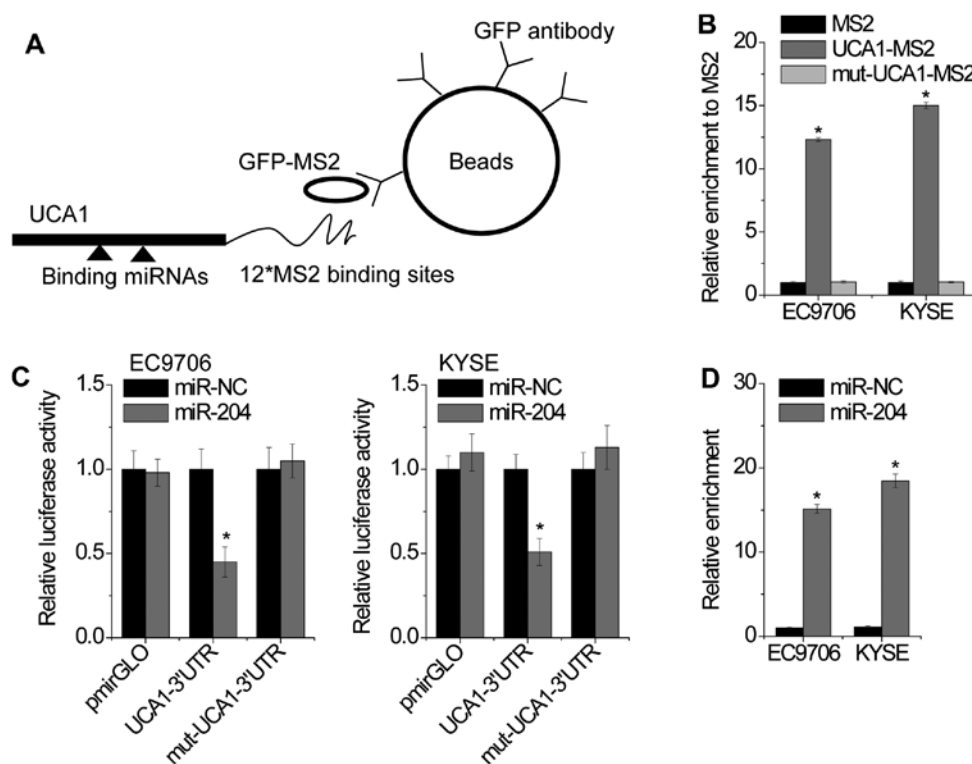 A
GFP antibody
GFP-MS2
Beads
UCA1
Binding miRNAs
12*MS2 binding sites
B
MS2
UCA1-MS2
mut-UCA1-MS2
Relative enrichment to MS2
20
15
10
5
0
*
*
EC9706
KYSE
C
EC9706
miR-NC
miR-204
Relative luciferase activity
1.5
1.0
0.5
0.0
*
pmirGLO
UCA1-3'UTR
mut-UCA1-3'UTR
KYSE
miR-NC
miR-204
Relative luciferase activity
1.5
1.0
0.5
0.0
*
pmirGLO
UCA1-3'UTR
mut-UCA1-3'UTR
D
miR-NC
miR-204
Relative enrichment
30
20
10
0
*
*
EC9706
KYSE